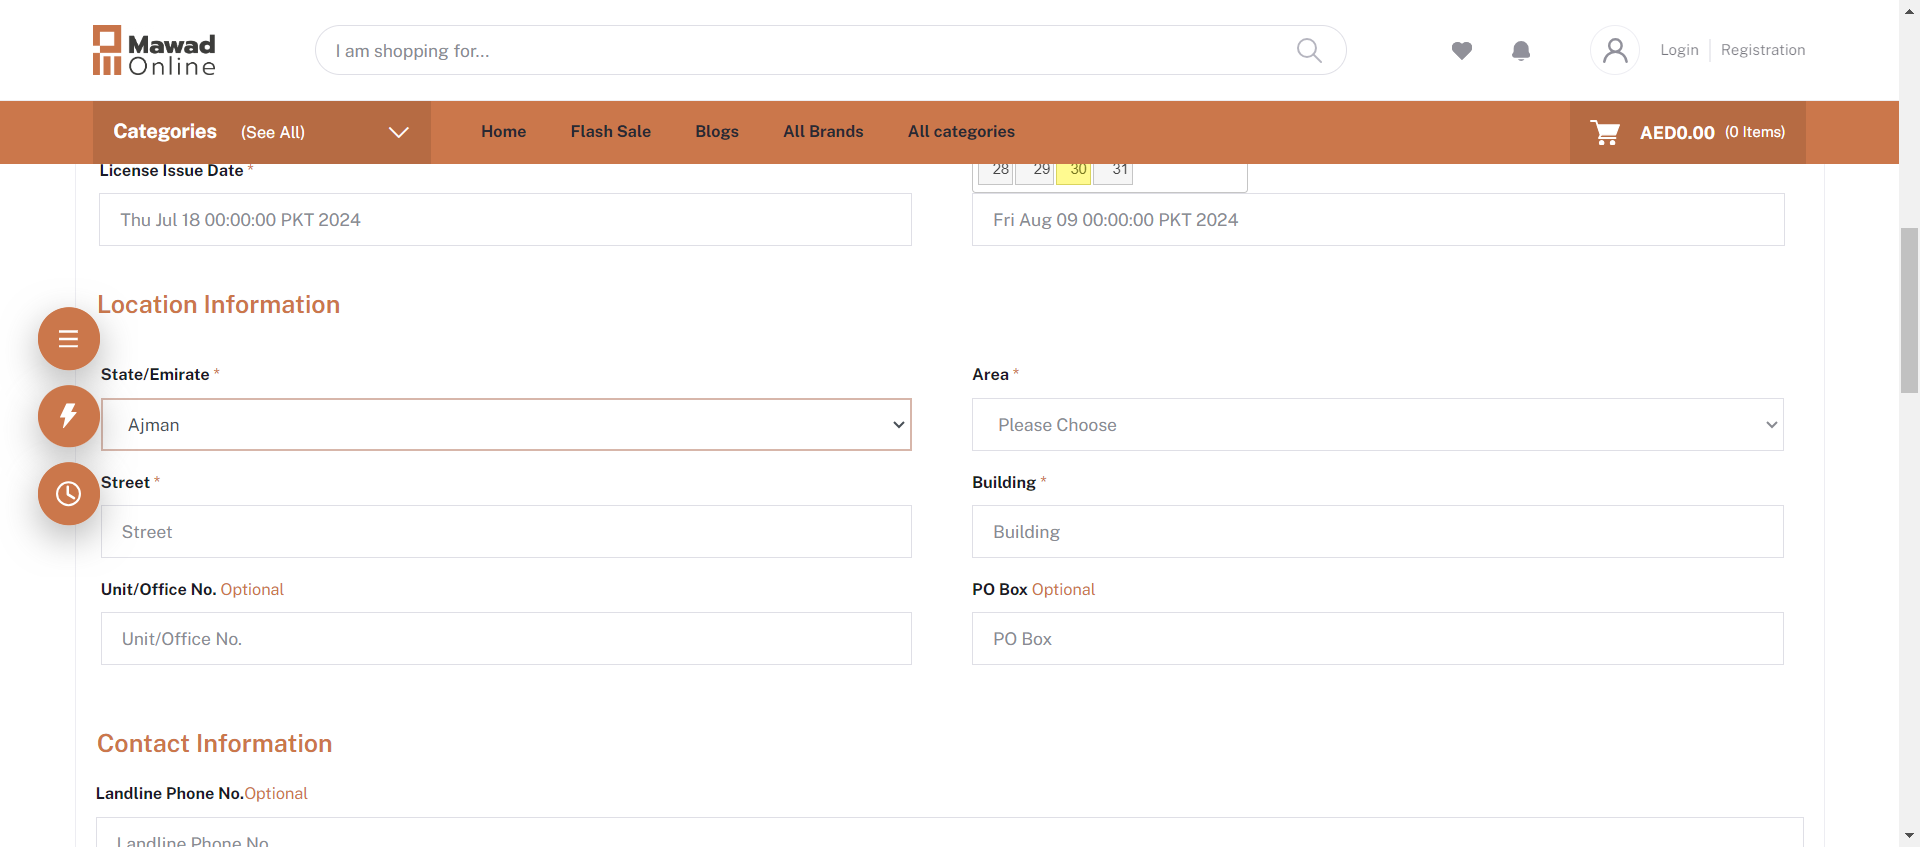 Mawad
Online
I am shopping for...
Login
Registration
Categories (See All)
Home
Flash Sale
Blogs
All Brands
All categories
AED0.00 (0 Items)
License Issue Date *
28 29 30 31
Thu Jul 18 00:00:00 PKT 2024
Fri Aug 09 00:00:00 PKT 2024
Location Information
State/Emirate *
Area *
Ajman
Please Choose
Street *
Building *
Street
Building
Unit/Office No. Optional
PO Box Optional
Unit/Office No.
PO Box
Contact Information
Landline Phone No.Optional
Landline Phone No.